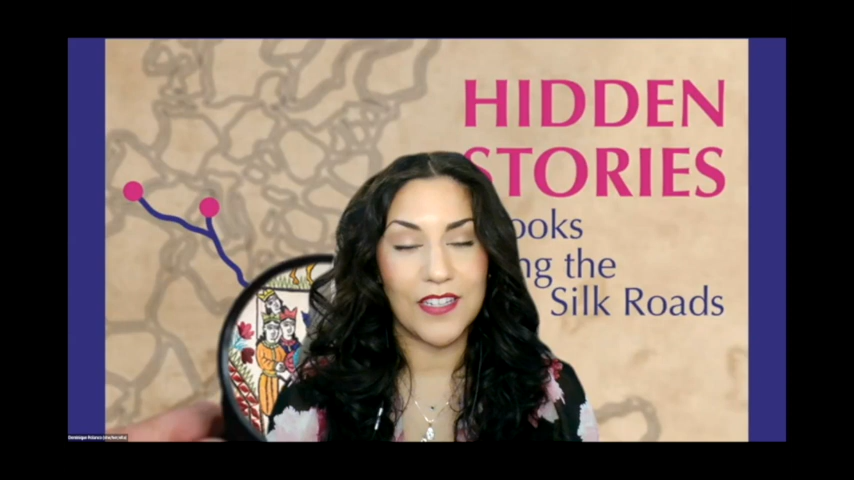 HIDDEN
STORIES
ooks
ng the
Silk Roads